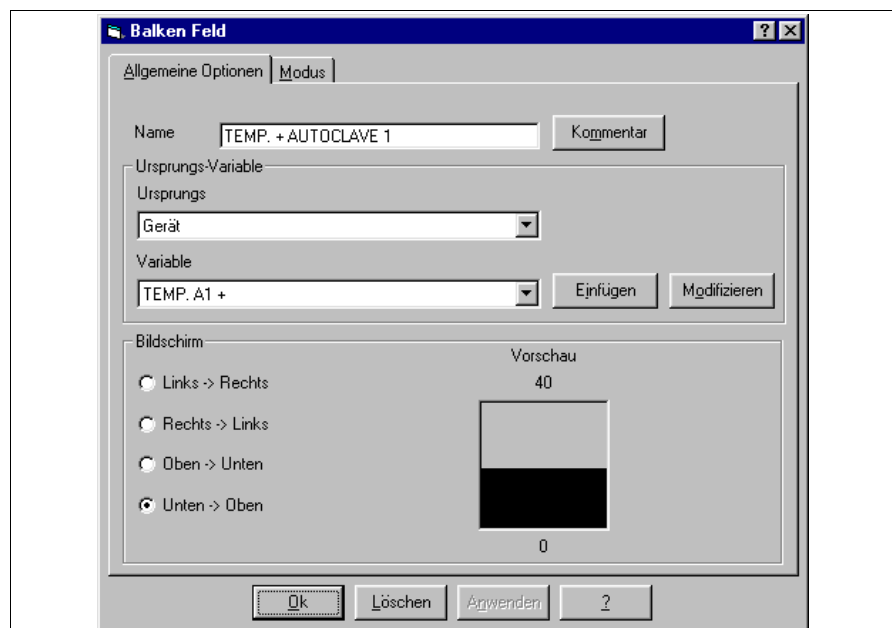 Balken Feld
Allgemeine Optionen Modus
Name TEMP. + AUTOCLAVE 1 Kommentar
Ursprungs-Variable
Ursprungs
Gerät
Variable
TEMP. A1 + Einfügen Modifizieren
Bildschirm
Vorschau
Links -> Rechts 40
Rechts -> Links
Oben -> Unten
Unten -> Oben
0
Ok Löschen Anwenden ?